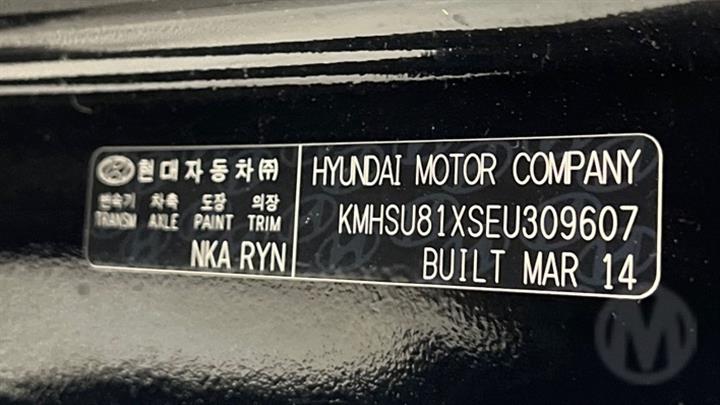 현대자동차㈜
변속기 차축 도장 의장
TRANSM AXLE PAINT TRIM
NKA RYN
HYUNDAI MOTOR COMPANY
KMHSU81XSEU309607
BUILT MAR 14
M